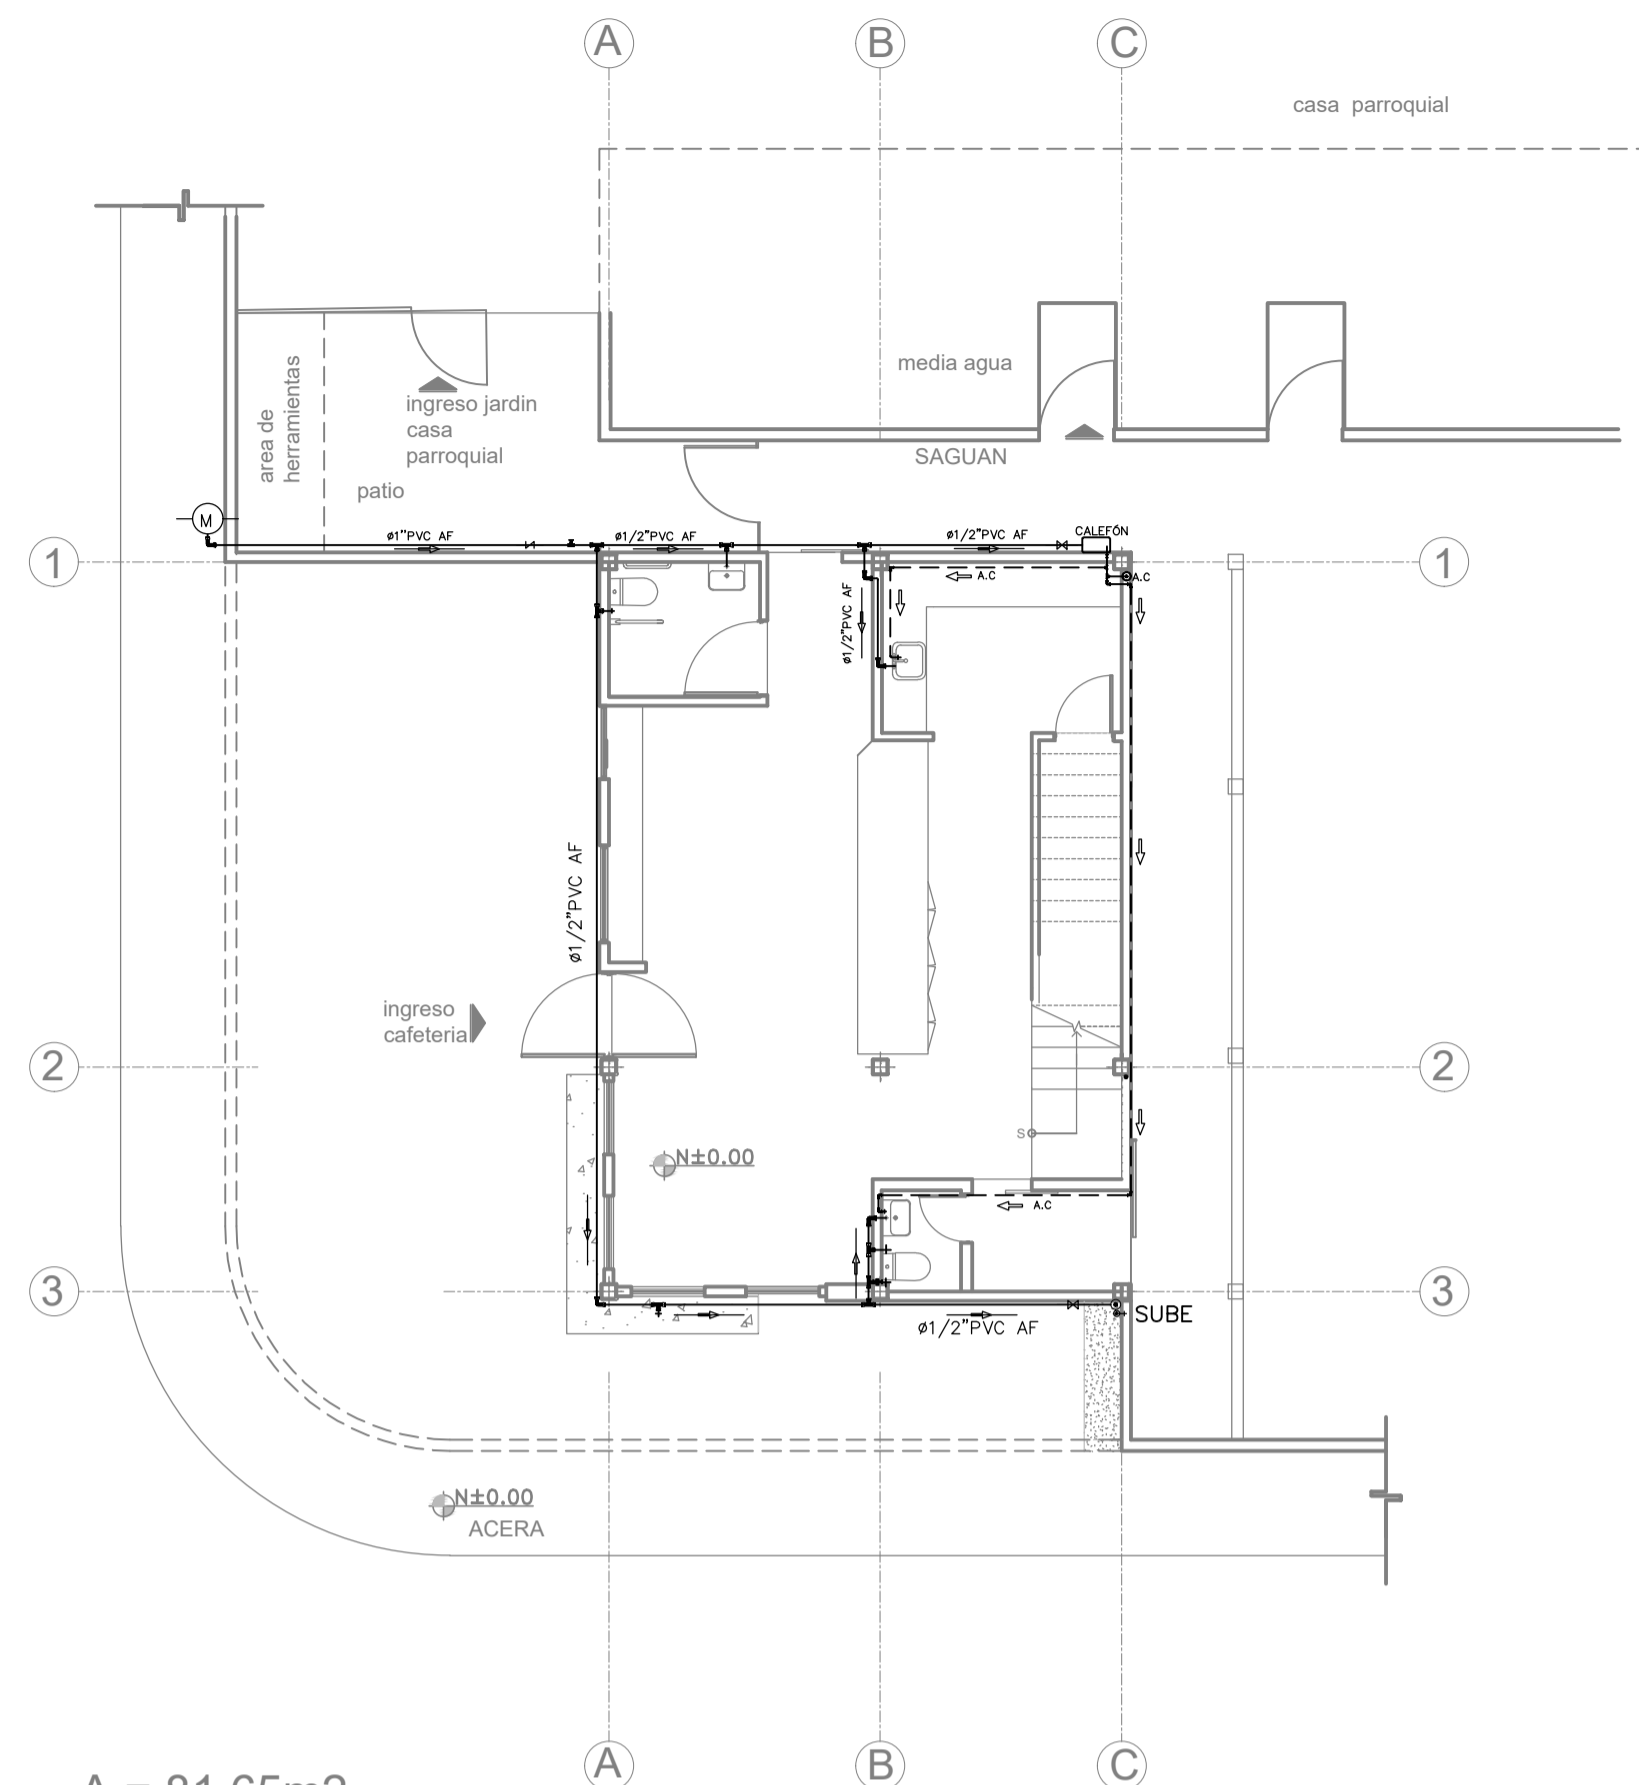 A
B
C
casa parroquial
media agua
area de
herramientas
ingreso jardin
casa
parroquial
SAGUAN
patio
M
ø1"PVC AF
ø1/2"PVC AF
ø1/2"PVC AF
CALEFÓN
1
1
A.C
A.C
ø1/2"PVC AF
ø1/2"PVC AF
ingreso
cafeteria
2
2
S
N±0.00
A.C
3
3
SUBE
ø1/2"PVC AF
N±0.00
ACERA
A
B
C
A = 81.65m2